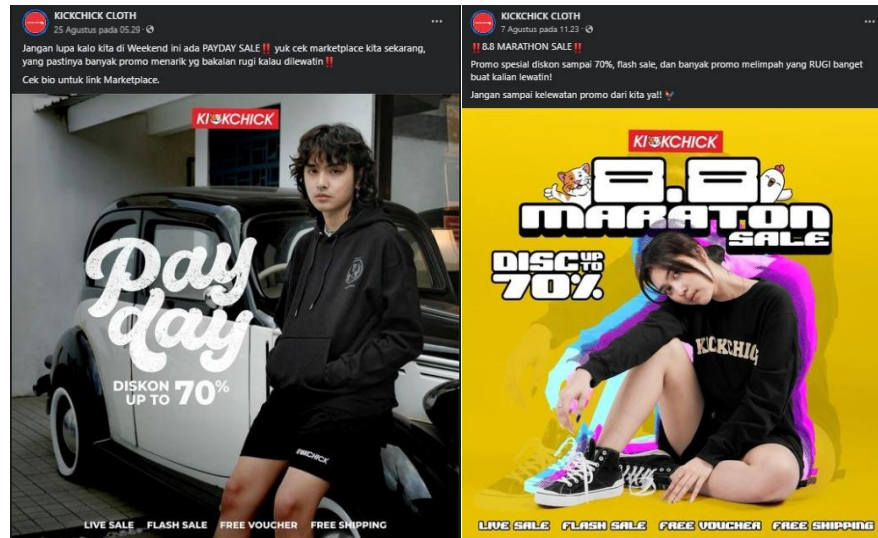 KICKCHICK CLOTH
25 Agustus pada 05.29
Jangan lupa kalo kita di Weekend ini ada PAYDAY SALE‼️ yuk cek marketplace kita sekarang,
yang pastinya banyak promo menarik yg bakalan rugi kalau dilewatin‼️
Cek bio untuk link Marketplace.
KICKCHICK
Pay
day
DISKON
UP TO 70%
KICKCHICK
LIVE SALE FLASH SALE FREE VOUCHER FREE SHIPPING
KICKCHICK CLOTH
7 Agustus pada 11.23
‼️8.8 MARATHON SALE‼️
Promo spesial diskon sampai 70%, flash sale, dan banyak promo melimpah yang RUGI banget
buat kalian lewatin!
Jangan sampai kelewatan promo dari kita ya!!
KICKCHICK
8.8
MARATON
SALE
DISC UP TO
70%
KICKCHIC
LIVE SALE FLASH SALE FREE VOUCHER FREE SHIPPING